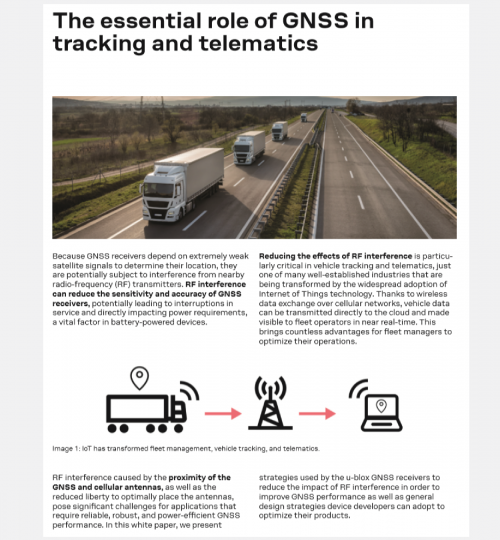 The essential role of GNSS in
tracking and telematics
Because GNSS receivers depend on extremely weak
satellite signals to determine their location, they
are potentially subject to interference from nearby
radio-frequency (RF) transmitters. RF interference
can reduce the sensitivity and accuracy of GNSS
receivers, potentially leading to interruptions in
service and directly impacting power requirements,
a vital factor in battery-powered devices.
Reducing the effects of RF interference is particu-
larly critical in vehicle tracking and telematics, just
one of many well-established industries that are
being transformed by the widespread adoption of
Internet of Things technology. Thanks to wireless
data exchange over cellular networks, vehicle data
can be transmitted directly to the cloud and made
visible to fleet operators in near real-time. This
brings countless advantages for fleet managers to
optimize their operations.
Image 1: IoT has transformed fleet management, vehicle tracking, and telematics.
RF interference caused by the proximity of the
GNSS and cellular antennas, as well as the
reduced liberty to optimally place the antennas,
pose significant challenges for applications that
require reliable, robust, and power-efficient GNSS
performance. In this white paper, we present
strategies used by the u-blox GNSS receivers to
reduce the impact of RF interference in order to
improve GNSS performance as well as general
design strategies device developers can adopt to
optimize their products.